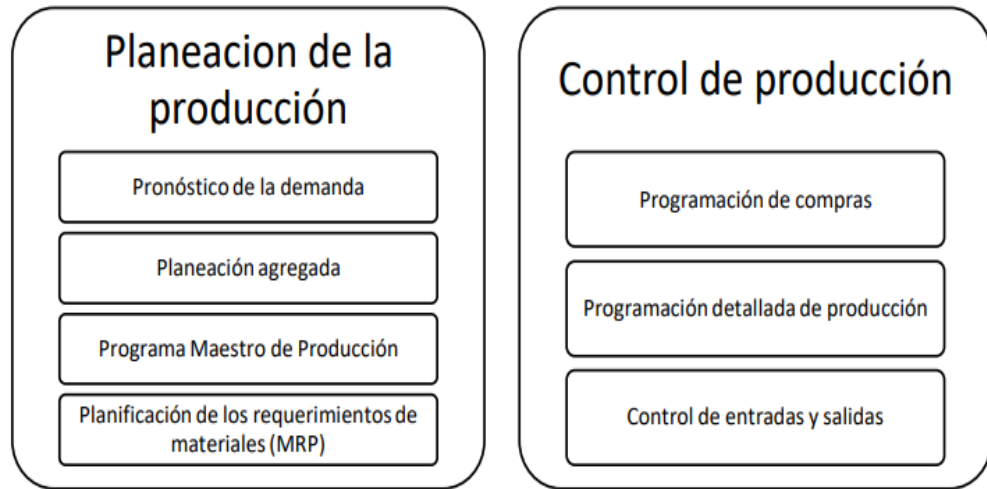 Planeacion de la
producción
Pronóstico de la demanda
Planeación agregada
Programa Maestro de Producción
Planificación de los requerimientos de
materiales (MRP)
Control de producción
Programación de compras
Programación detallada de producción
Control de entradas y salidas